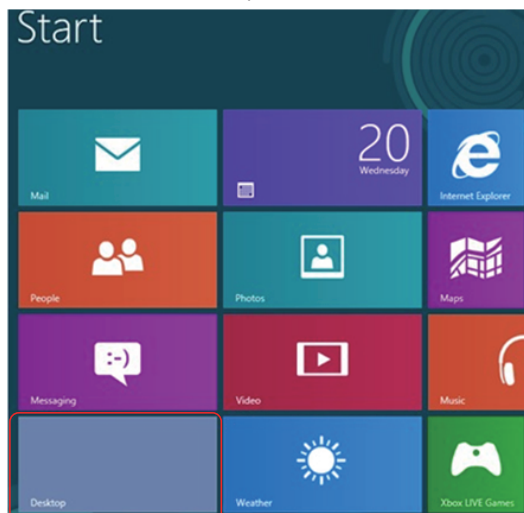 Start
Mail
20
Wednesday
Internet Explorer
People
Photos
Maps
Messaging
:-)
Video
Music
Desktop
Weather
Xbox LIVE Games